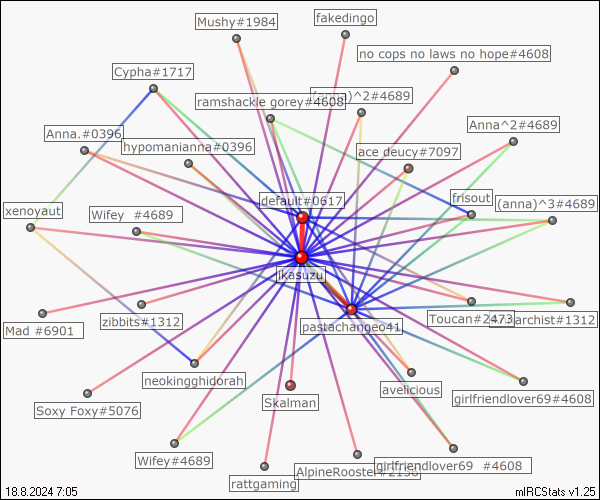 Mushy#1984
fakedingo
no cops no laws no hope#4608
Cypha#1717
ramshackle gorey#4608
(anna)^2#4689
Anna^2#4689
Anna.#0396
hypomanianna#0396
ace deucy#7097
default#0617
frisout
(anna)^3#4689
xenoyaut
Wifey #4689
ikasuzu
Mad #6901
zibbits#1312
pastachangeo41
Toucan#2473
archist#1312
neokingghidorah
avelicious
girlfriendlover69#4608
Soxy Foxy#5076
Skalman
Wifey#4689
girlfriendlover69 #4608
rattgaming
AlpineRooster#2156
18.8.2024 7:05
mIRCStats v1.25